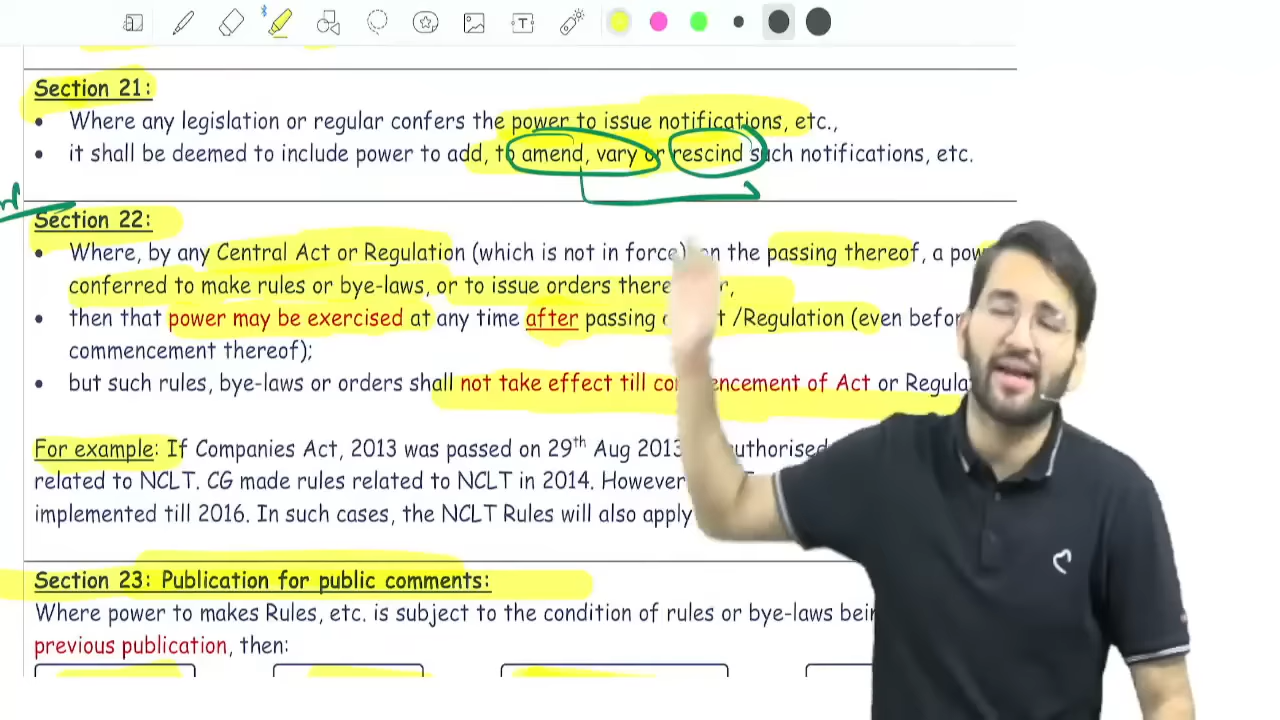 Section 21:
• Where any legislation or regular confers the power to issue notifications, etc.,
• it shall be deemed to include power to add, to amend, vary or rescind such notifications, etc.
Section 22:
• Where, by any Central Act or Regulation (which is not in force) on the passing thereof, a
conferred to make rules or bye-laws, or to issue orders
then that power may be exercised at any time after passing /Regulation (even
commencement thereof);
• but such rules, bye-laws or orders shall not take effect till commencement of Act or
For example: If Companies Act, 2013 was passed on 29th Aug 2013
related to NCLT. CG made rules related to NCLT in 2014. However
implemented till 2016. In such cases, the NCLT Rules will also apply
Section 23: Publication for public comments:
Where power to makes Rules, etc. is subject to the condition of rules or bye-laws
previous publication, then: